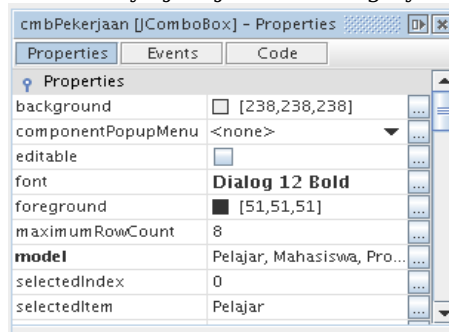 cmbPekerjaan [JComboBox] - Properties
Properties Events Code
Properties
background [238,238,238] ...
componentPopupMenu <none> ...
editable ...
font Dialog 12 Bold ...
foreground [51,51,51] ...
maximumRowCount 8 ...
model Pelajar, Mahasiswa, Pro... ...
selectedIndex 0 ...
selectedItem Pelajar ...